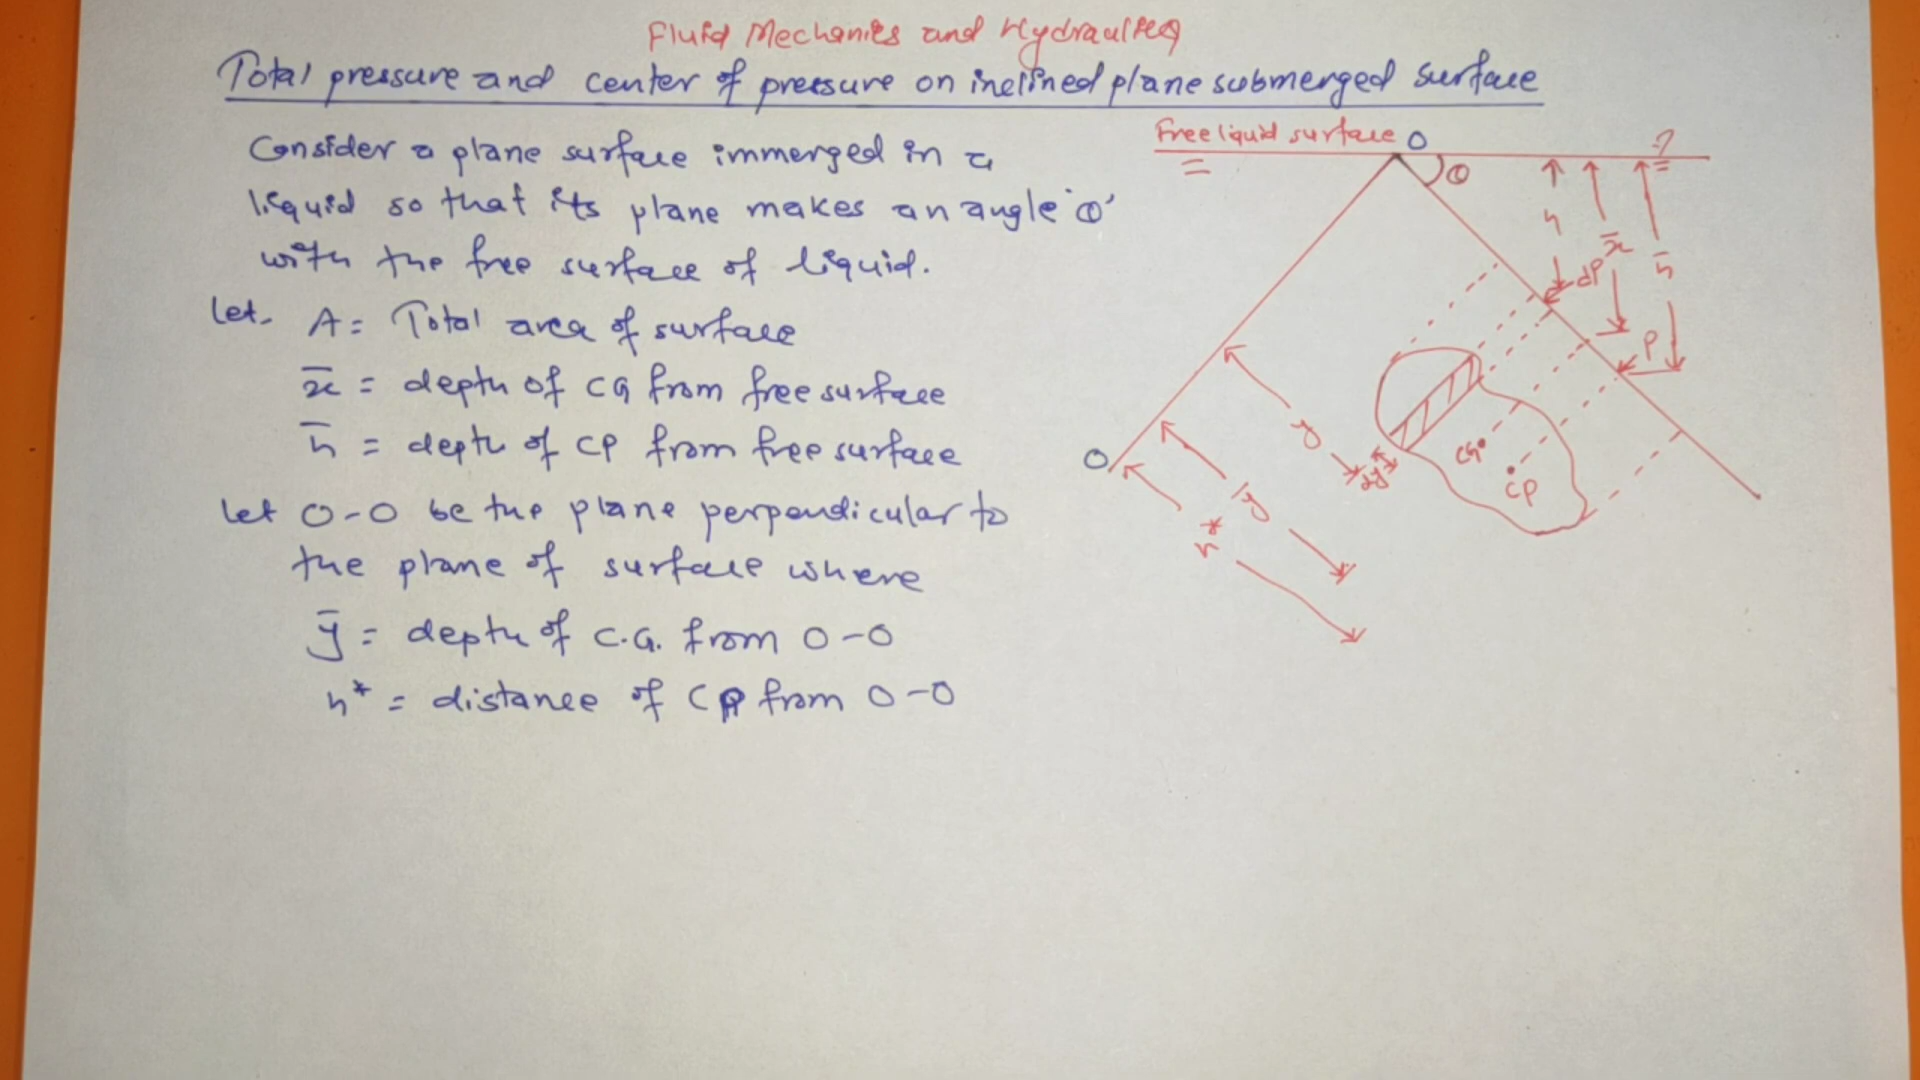 Fluid Mechanics and Hydraulics
Total pressure and center of pressure on inclined plane submerged surface
Consider a plane surface immerged in a
liquid so that its plane makes an angle 'θ'
with the free surface of liquid.
Let- A = Total area of surface
x̄ = depth of CG from free surface
h̄ = depth of CP from free surface
Let O-O be the plane perpendicular to
the plane of surface where
ȳ = depth of C.G. from O-O
h* = distance of CP from O-O
Free liquid surface O
θ
h
x̄
h̄
dP
P
O
y
dy
ȳ
h*
CG
CP